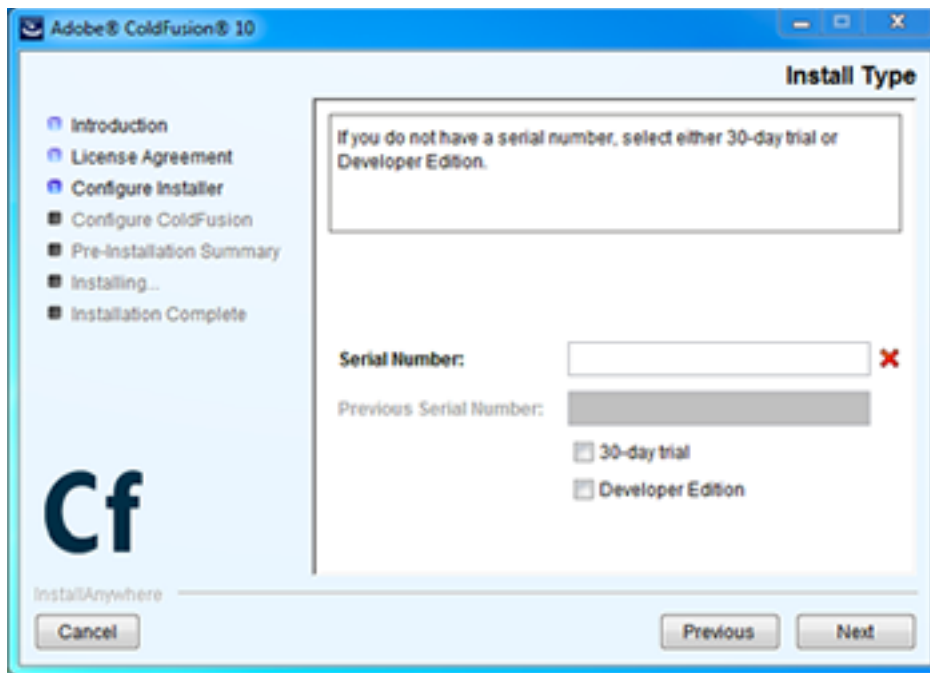 Adobe® ColdFusion® 10
Install Type
Introduction
License Agreement
Configure Installer
Configure ColdFusion
Pre-Installation Summary
Installing...
Installation Complete
If you do not have a serial number, select either 30-day trial or
Developer Edition.
Serial Number:
Previous Serial Number:
30-day trial
Developer Edition
Cf
InstallAnywhere
Cancel
Previous
Next